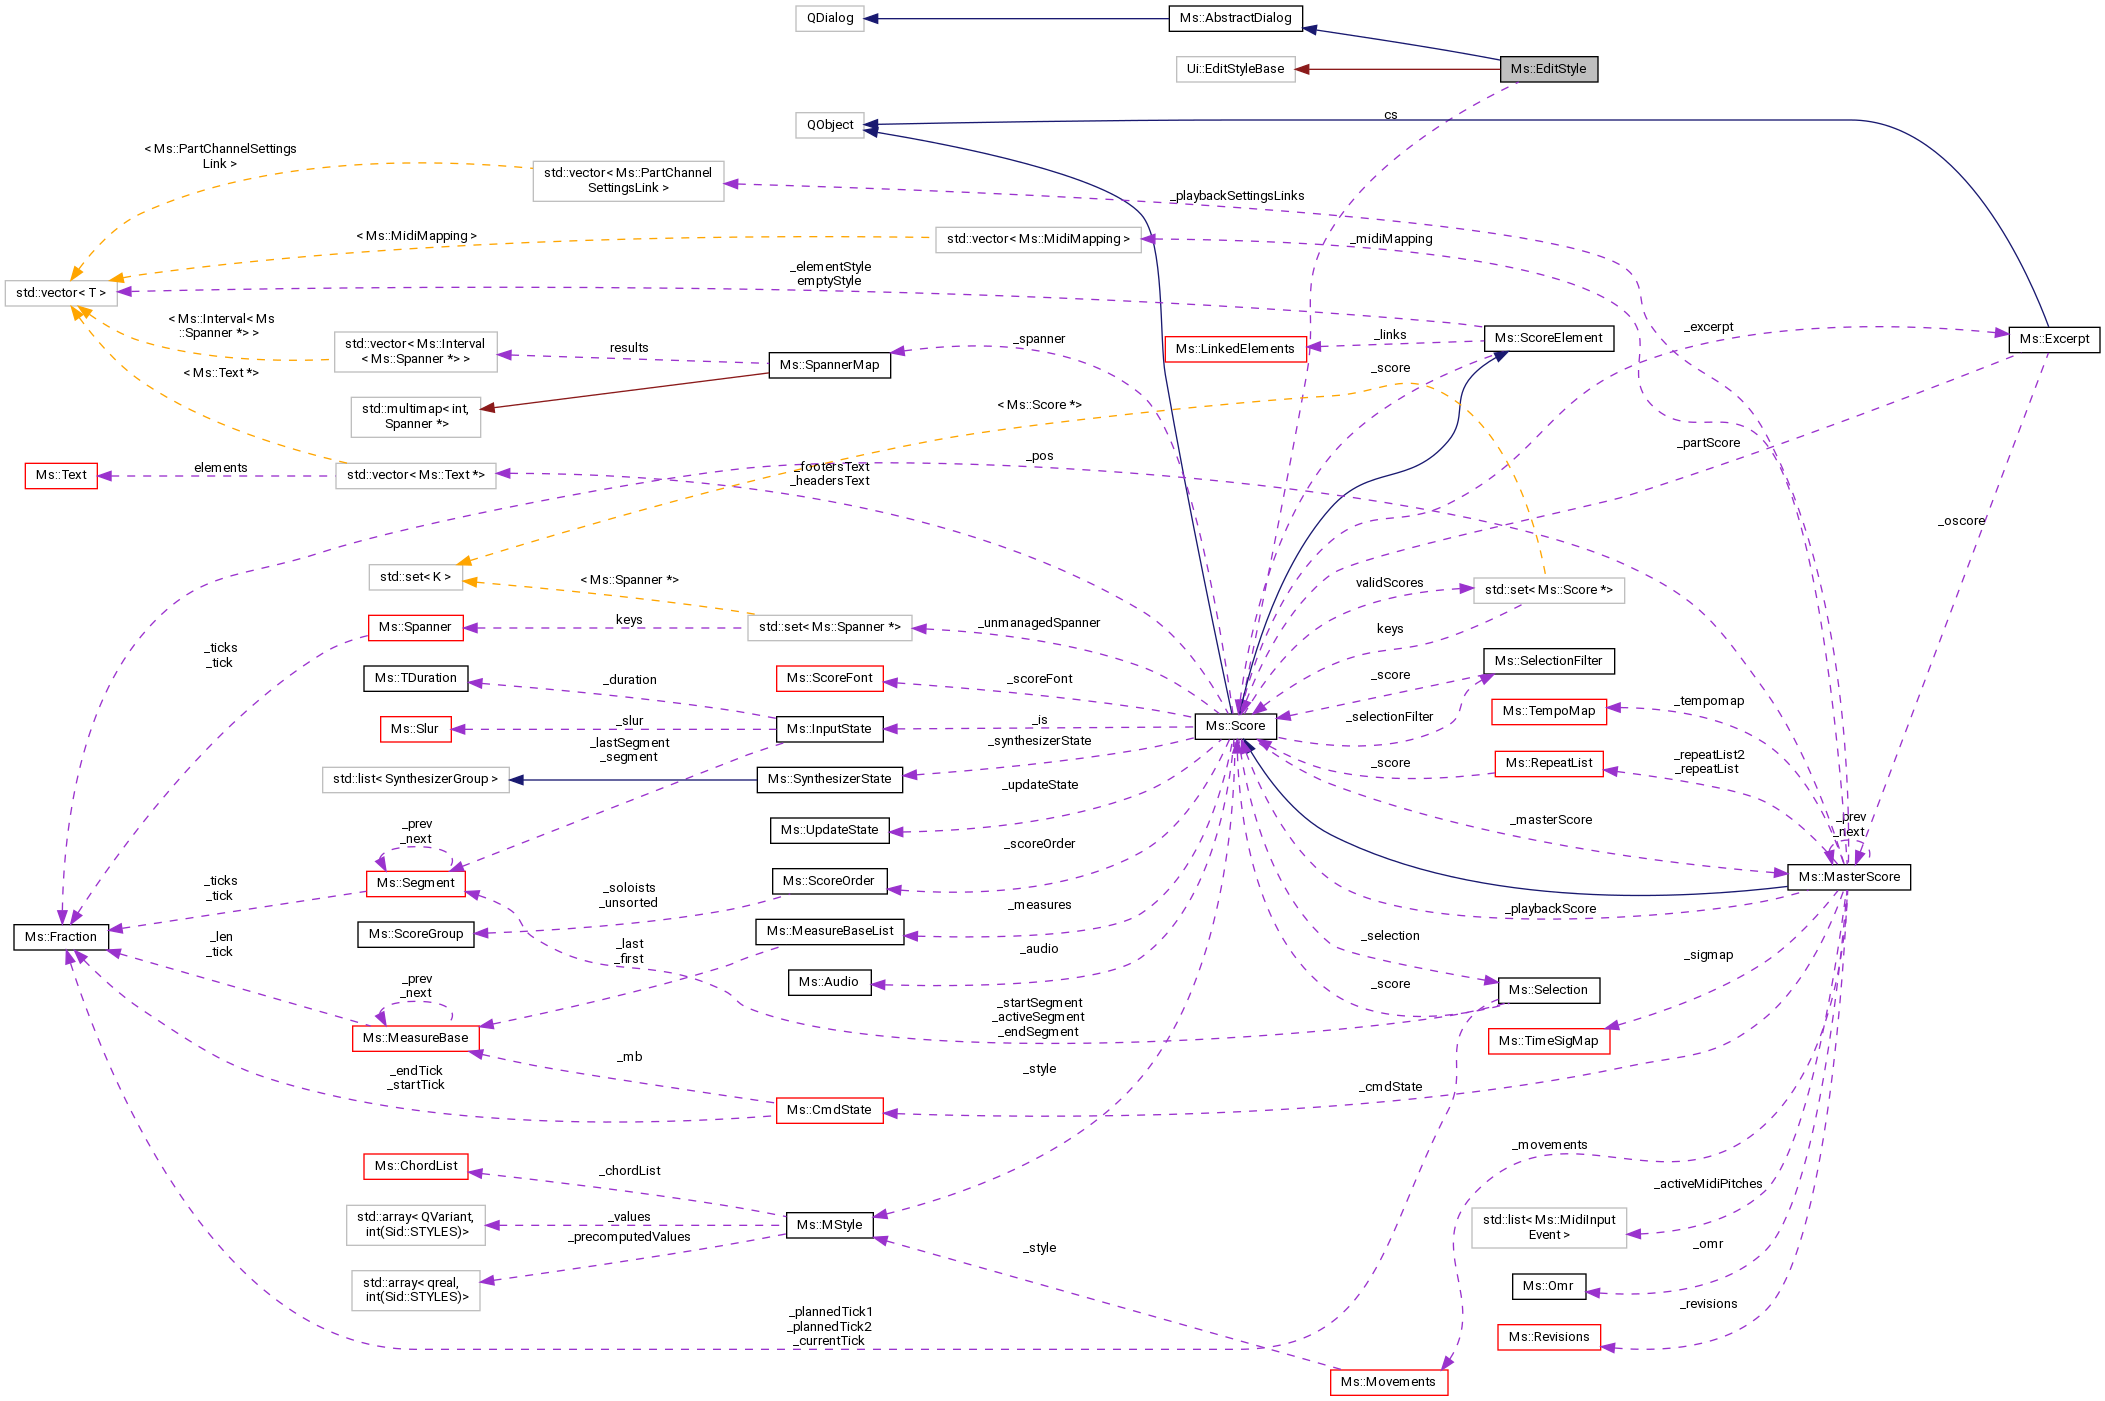 QDialog
Ms::AbstractDialog
Ui::EditStyleBase
Ms::EditStyle
cs
QObject
< Ms::PartChannelSettings
Link >
std::vector< Ms::PartChannel
SettingsLink >
_playbackSettingsLinks
< Ms::MidiMapping >
std::vector< Ms::MidiMapping >
_midiMapping
std::vector< T >
_elementStyle
emptyStyle
< Ms::Interval< Ms
::Spanner *> >
std::vector< Ms::Interval
< Ms::Spanner *> >
results
_spanner
Ms::SpannerMap
Ms::LinkedElements
_links
Ms::ScoreElement
_excerpt
Ms::Excerpt
< Ms::Text *>
_score
std::multimap< int,
Spanner *>
< Ms::Score *>
_partScore
Ms::Text
elements
std::vector< Ms::Text *>
_footersText
_headersText
_pos
_oscore
std::set< K >
< Ms::Spanner *>
validScores
std::set< Ms::Score *>
Ms::Spanner
keys
std::set< Ms::Spanner *>
_unmanagedSpanner
keys
_ticks
_tick
Ms::TDuration
_duration
Ms::ScoreFont
_scoreFont
_score
Ms::SelectionFilter
Ms::Slur
_slur
Ms::InputState
_is
Ms::Score
_selectionFilter
Ms::TempoMap
_tempomap
_lastSegment
_segment
_synthesizerState
std::list< SynthesizerGroup >
Ms::SynthesizerState
_score
Ms::RepeatList
_repeatList2
_repeatList
_updateState
_prev
_next
Ms::UpdateState
_masterScore
_prev
_next
_scoreOrder
_ticks
_tick
Ms::Segment
_soloists
_unsorted
Ms::ScoreOrder
Ms::MasterScore
Ms::Fraction
Ms::ScoreGroup
Ms::MeasureBaseList
_measures
_playbackScore
_len
_tick
_last
_first
_audio
_selection
_sigmap
_prev
_next
Ms::Audio
_score
Ms::Selection
_startSegment
_activeSegment
_endSegment
Ms::MeasureBase
Ms::TimeSigMap
_mb
_style
_endTick
_startTick
Ms::CmdState
_cmdState
Ms::ChordList
_chordList
_movements
_activeMidiPitches
std::array< QVariant,
int(Sid::STYLES)>
_values
Ms::MStyle
std::list< Ms::MidiInput
Event >
_precomputedValues
_style
_omr
std::array< qreal,
int(Sid::STYLES)>
Ms::Omr
_plannedTick1
_plannedTick2
_currentTick
_revisions
Ms::Revisions
Ms::Movements